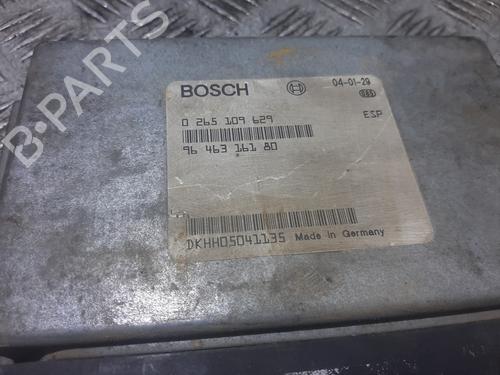 BOSCH
04-01-29
0 265 109 629
ESP
96 463 161 80
DKHH05041135 Made in Germany
B-PARTS